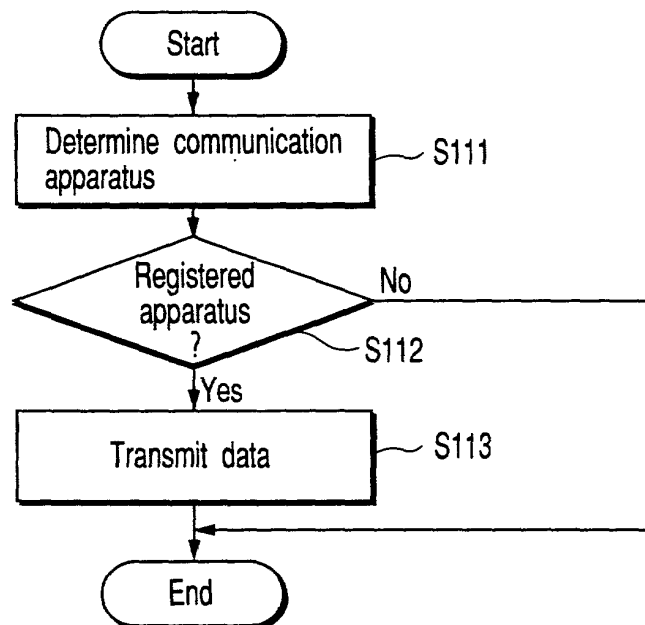 Start
Determine communication
apparatus
S111
Registered
apparatus
?
No
S112
Yes
Transmit data
S113
End